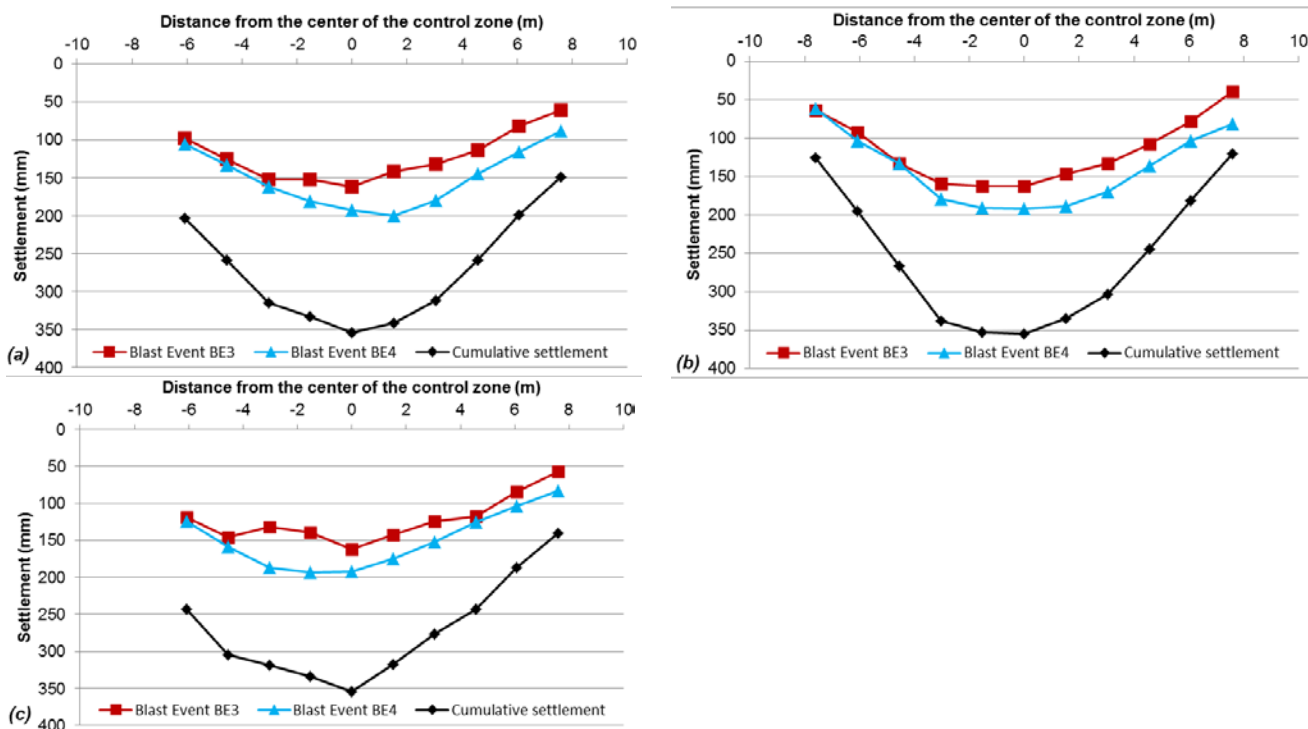 Distance from the center of the control zone (m)
-10 -8 -6 -4 -2 0 2 4 6 8 10
0
50
100
150
200
250
300
350
400
Settlement (mm)
(a)
Blast Event BE3 Blast Event BE4 Cumulative settlement
Distance from the center of the control zone (m)
-10 -8 -6 -4 -2 0 2 4 6 8 10
0
50
100
150
200
250
300
350
400
Settlement (mm)
(b)
Blast Event BE3 Blast Event BE4 Cumulative settlement
Distance from the center of the control zone (m)
-10 -8 -6 -4 -2 0 2 4 6 8 10
0
50
100
150
200
250
300
350
400
Settlement (mm)
(c)
Blast Event BE3 Blast Event BE4 Cumulative settlement